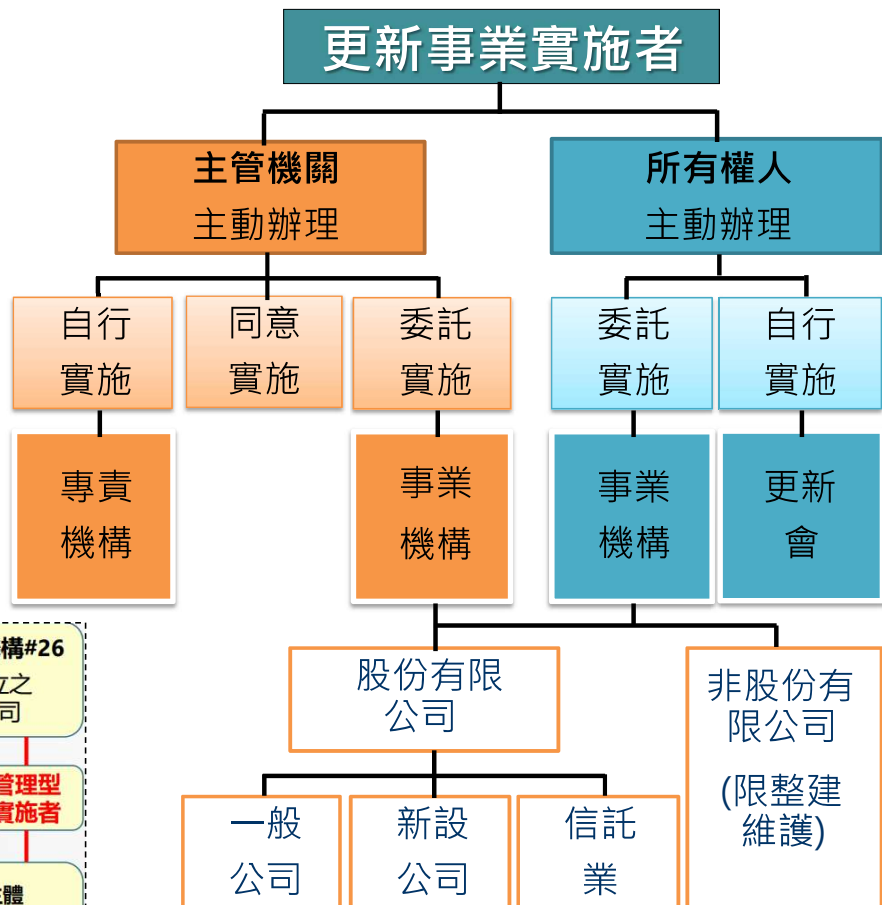 更新事業實施者
主管機關
主動辦理
所有權人
主動辦理
自行
實施
同意
實施
委託
實施
委託
實施
自行
實施
專責
機構
事業
機構
事業
機構
更新
會
構#26
立之
司
管理型
實施者
體
股份有限
公司
非股份有
限公司
(限整建
維護)
一般
公司
新設
公司
信託
業